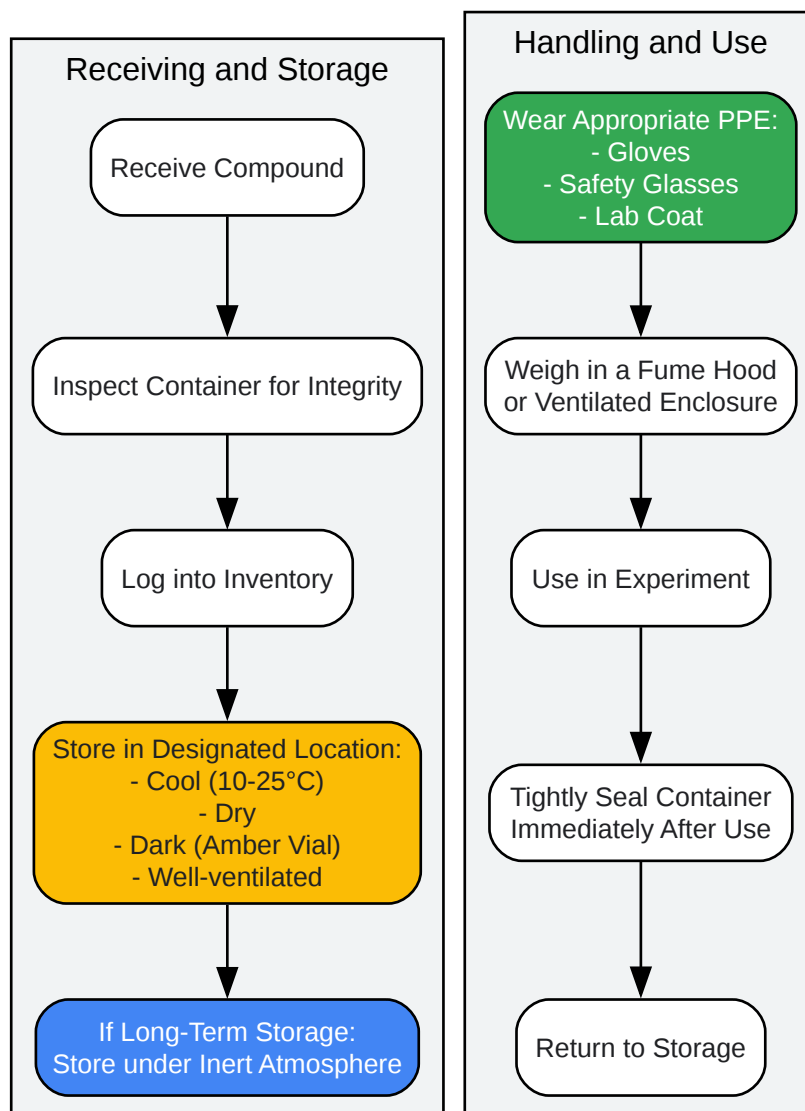 Receiving and Storage
Receive Compound
Inspect Container for Integrity
Log into Inventory
Store in Designated Location:
- Cool (10-25°C)
- Dry
- Dark (Amber Vial)
- Well-ventilated
If Long-Term Storage:
Store under Inert Atmosphere
Handling and Use
Wear Appropriate PPE:
- Gloves
- Safety Glasses
- Lab Coat
Weigh in a Fume Hood
or Ventilated Enclosure
Use in Experiment
Tightly Seal Container
Immediately After Use
Return to Storage